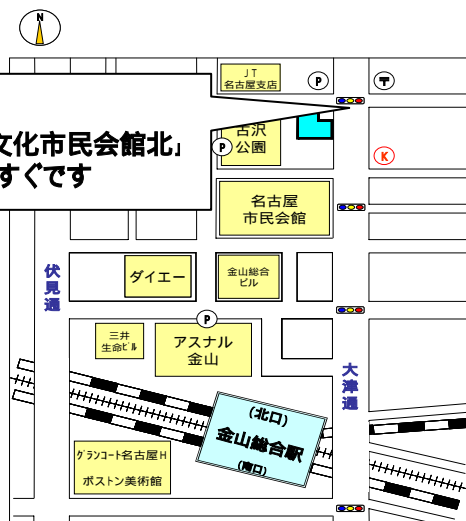 N
JT
名古屋支店
P
〒
文化市民会館北」
すぐです
古沢
公園
P
K
名古屋
市民会館
伏見通
ダイエー
金山総合
ビル
P
三井
生命ビル
アスナル
金山
大津通
(北口)
金山総合駅
(南口)
グランコート名古屋H
ボストン美術館